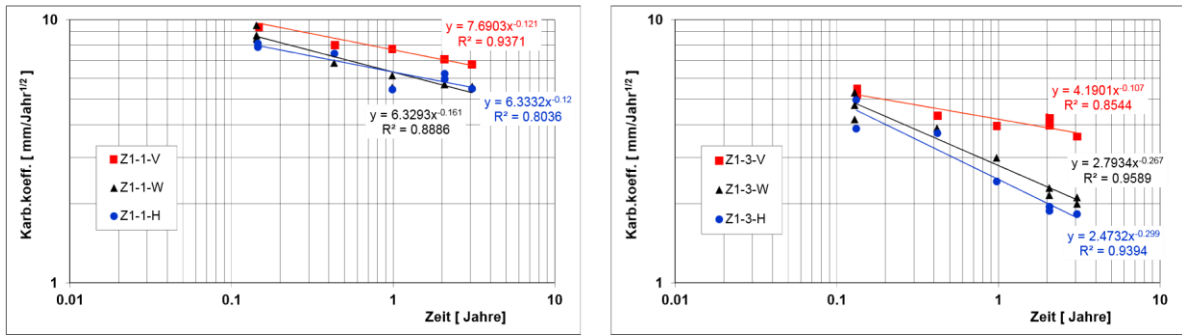 10
y = 7.6903x-0.121
R² = 0.9371
y = 6.3332x-0.12
R² = 0.8036
y = 6.3293x-0.161
R² = 0.8886
Karb.koeff. [ mm/Jahr1/2 ]
Z1-1-V
Z1-1-W
Z1-1-H
1
0.01
0.1
1
10
Zeit [ Jahre]
10
y = 4.1901x-0.107
R² = 0.8544
y = 2.7934x-0.267
R² = 0.9589
y = 2.4732x-0.299
R² = 0.9394
Karb.koeff. [ mm/Jahr1/2 ]
Z1-3-V
Z1-3-W
Z1-3-H
1
0.01
0.1
1
10
Zeit [ Jahre]